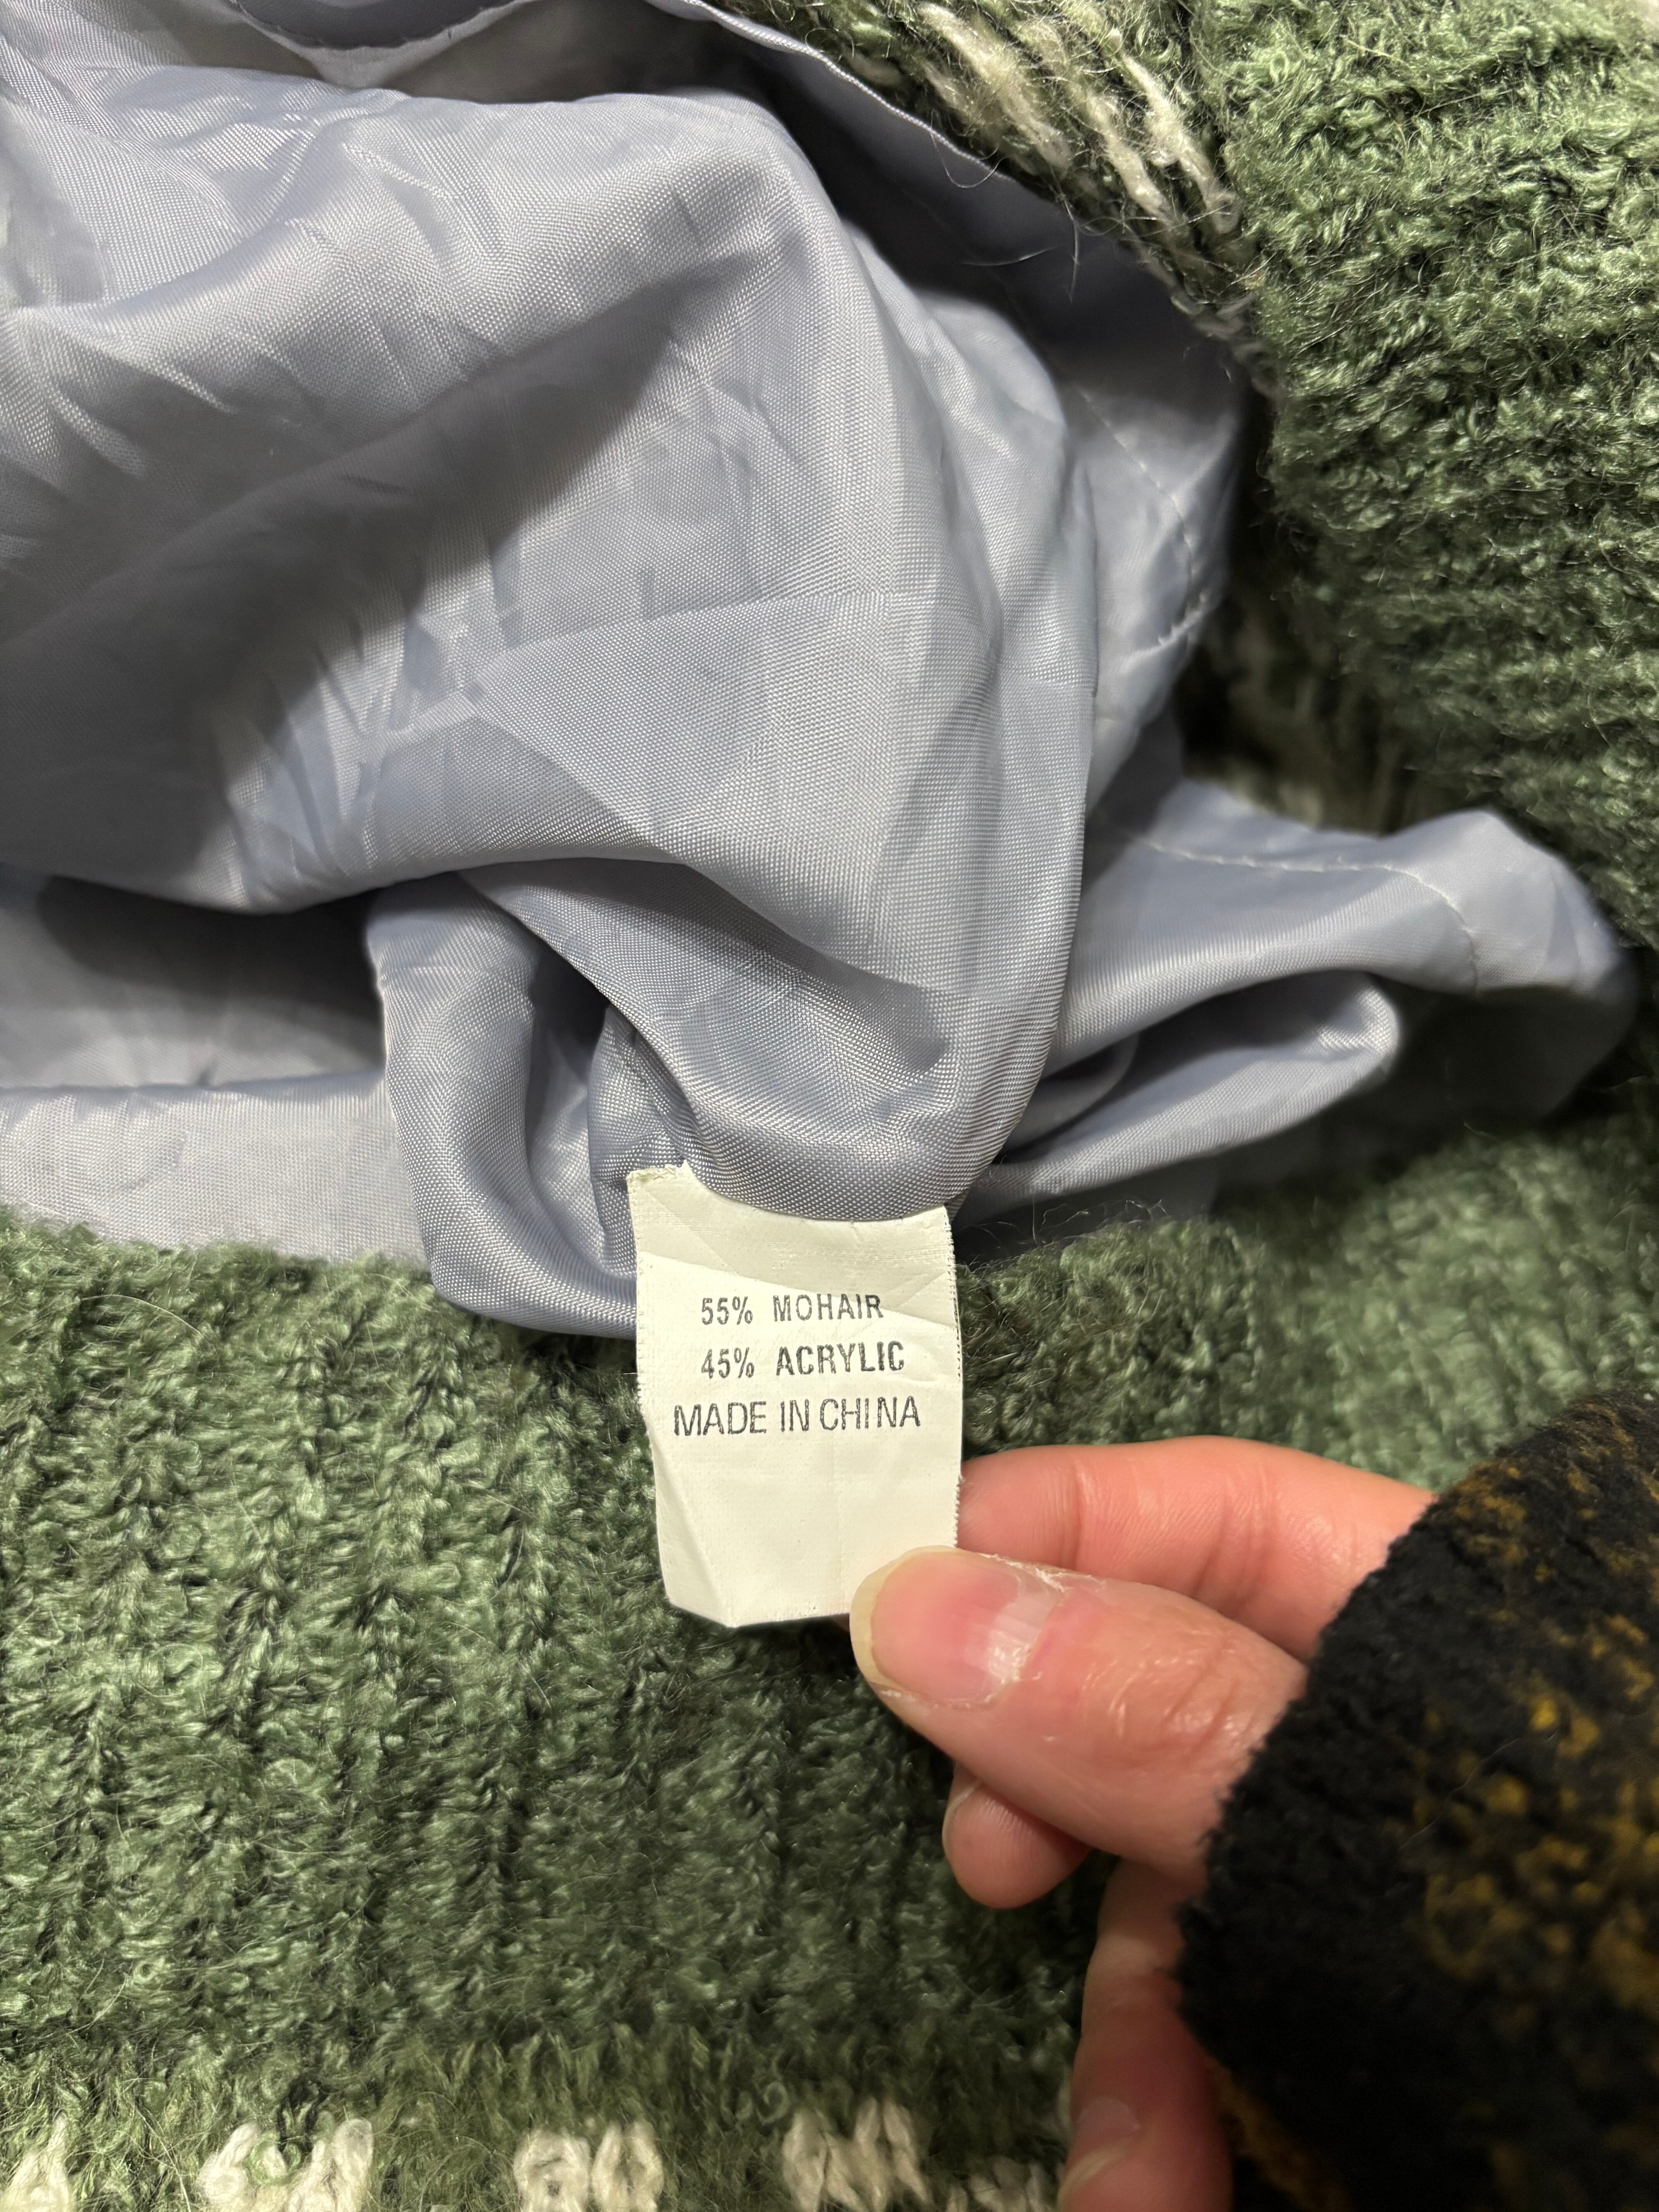 55% MOHAIR
45% ACRYLIC
MADE IN CHINA